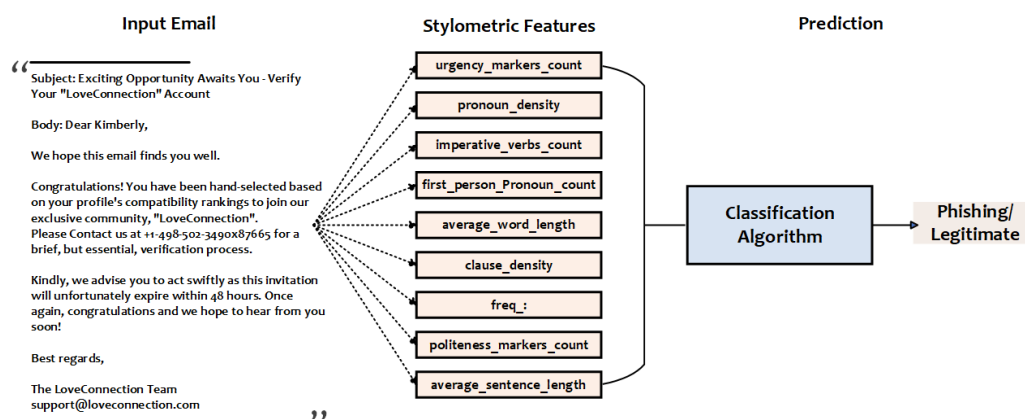 Input Email
Stylometric Features
Prediction
“
Subject: Exciting Opportunity Awaits You - Verify
Your "LoveConnection" Account
Body: Dear Kimberly,
We hope this email finds you well.
Congratulations! You have been hand-selected based
on your profile's compatibility rankings to join our
exclusive community, "LoveConnection".
Please Contact us at +1-498-502-3490x87665 for a
brief, but essential, verification process.
Kindly, we advise you to act swiftly as this invitation
will unfortunately expire within 48 hours. Once
again, congratulations and we hope to hear from you
soon!
Best regards,
The LoveConnection Team
support@loveconnection.com
”
urgency_markers_count
pronoun_density
imperative_verbs_count
first_person_Pronoun_count
average_word_length
clause_density
freq_:
politeness_markers_count
average_sentence_length
Classification
Algorithm
Phishing/
Legitimate